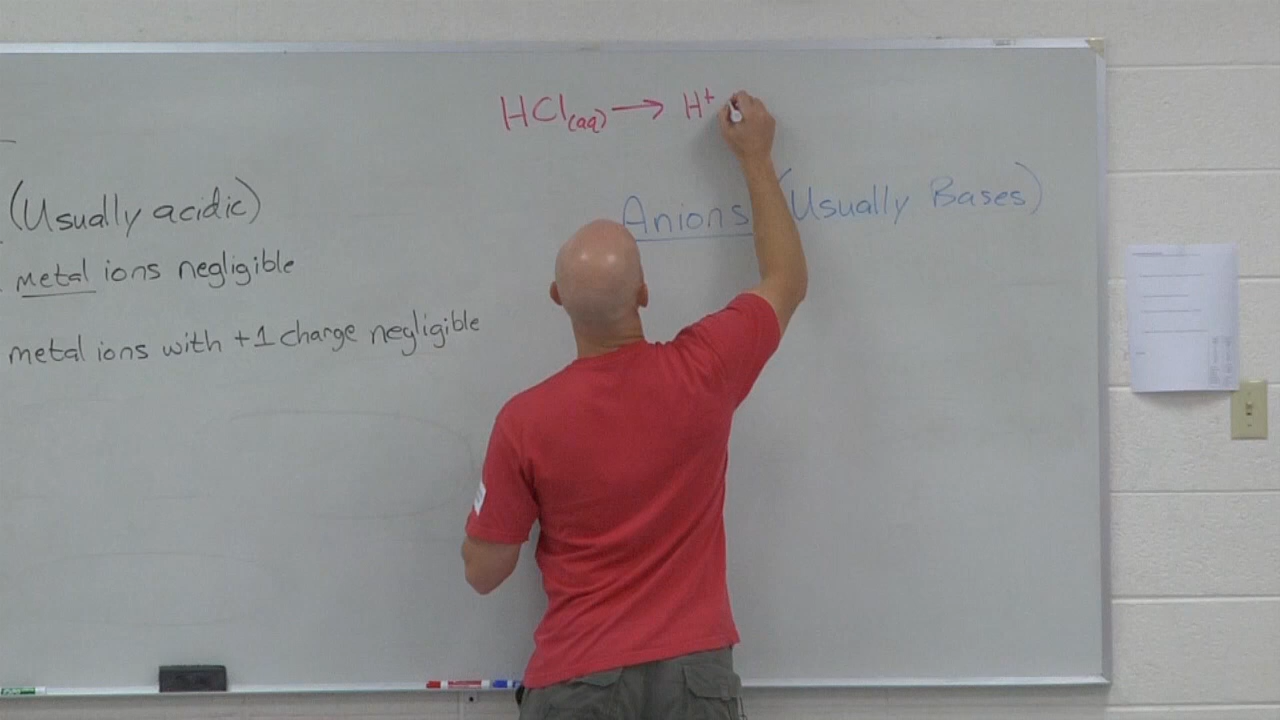 HCl(aq) → H⁺
(Usually acidic)
Anions (Usually Bases)
metal ions negligible
metal ions with +1 charge negligible